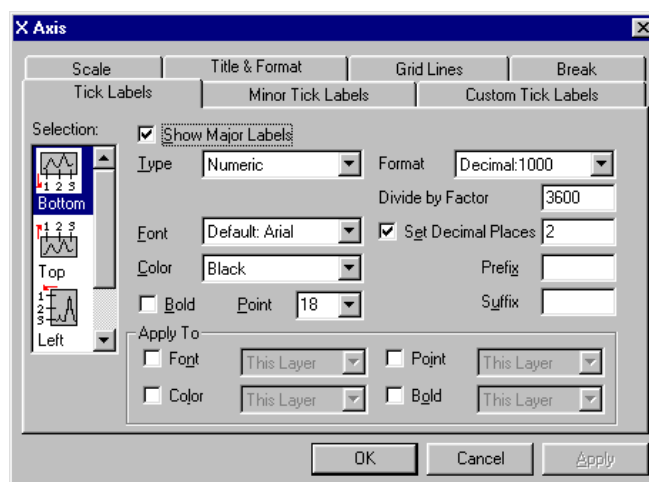 X Axis
Scale Title & Format Grid Lines Break
Tick Labels Minor Tick Labels Custom Tick Labels
Selection: Show Major Labels
1 2 3
Bottom
Type Numeric Format Decimal:1000
Divide by Factor 3600
1 2 3
Top
Font Default: Arial Set Decimal Places 2
Color Black Prefix
Bold Point 18 Suffix
1
2
3
Left
Apply To
Font This Layer Point This Layer
Color This Layer Bold This Layer
OK Cancel Apply